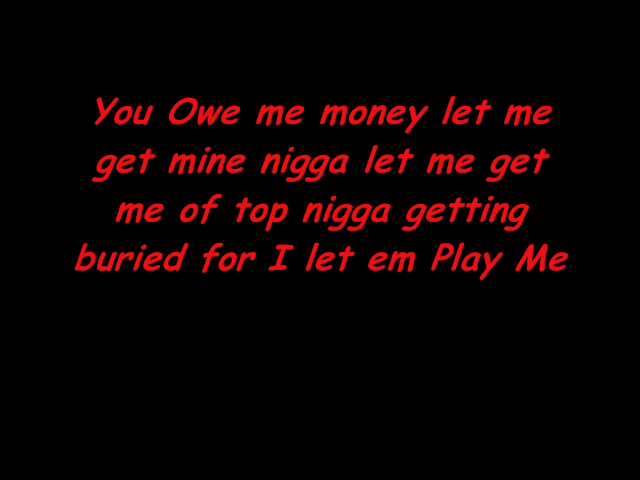 You Owe me money let me
get mine nigga let me get
me of top nigga getting
buried for I let em Play Me